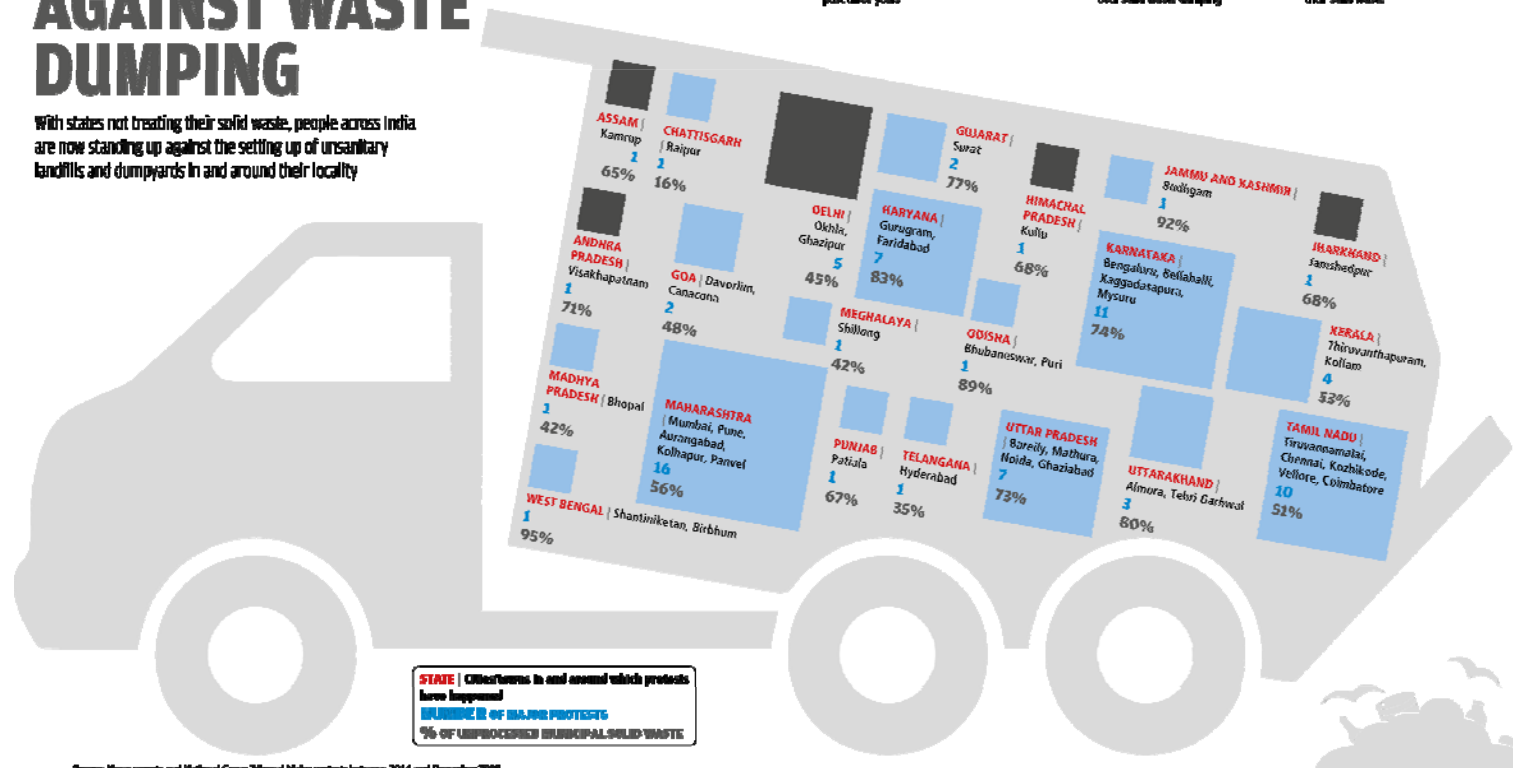 AGAINST WASTE
DUMPING
With states not treating their solid waste, people across India
are now standing up against the setting up of unsanitary
landfills and dumpyards in and around their locality
ASSAM |
Kamrup
1
65%
CHATTISGARH
| Raipur
1
16%
DELHI |
Okhla,
Ghazipur
5
45%
GUJARAT |
Surat
2
77%
HARYANA |
Gurugram,
Faridabad
7
83%
HIMACHAL
PRADESH |
Kullu
1
68%
JAMMU AND KASHMIR |
Budhgam
1
92%
JHARKHAND |
Jamshedpur
1
68%
ANDHRA
PRADESH |
Visakhapatnam
1
71%
GOA | Davorlim,
Canacona
2
48%
MEGHALAYA |
Shillong
1
42%
ODISHA |
Bhubaneswar, Puri
1
89%
KARNATAKA |
Bengaluru, Bellahalli,
Kaggadasapura,
Mysuru
11
74%
KERALA |
Thiruvanthapuram,
Kollam
4
53%
MADHYA
PRADESH | Bhopal
1
42%
MAHARASHTRA
| Mumbai, Pune,
Aurangabad,
Kolhapur, Panvel
16
56%
PUNJAB |
Patiala
1
67%
TELANGANA |
Hyderabad
1
35%
UTTAR PRADESH
| Bareily, Mathura,
Noida, Ghaziabad
7
73%
UTTARAKHAND |
Almora, Tehri Garhwal
3
80%
TAMIL NADU |
Tiruvannamalai,
Chennai, Kozhikode,
Vellore, Coimbatore
10
51%
WEST BENGAL | Shantiniketan, Birbhum
1
95%
STATE | Cities/towns in and around which protests
have happened
NUMBER OF MAJOR PROTESTS
% OF UNPROCESSED MUNICIPAL SOLID WASTE